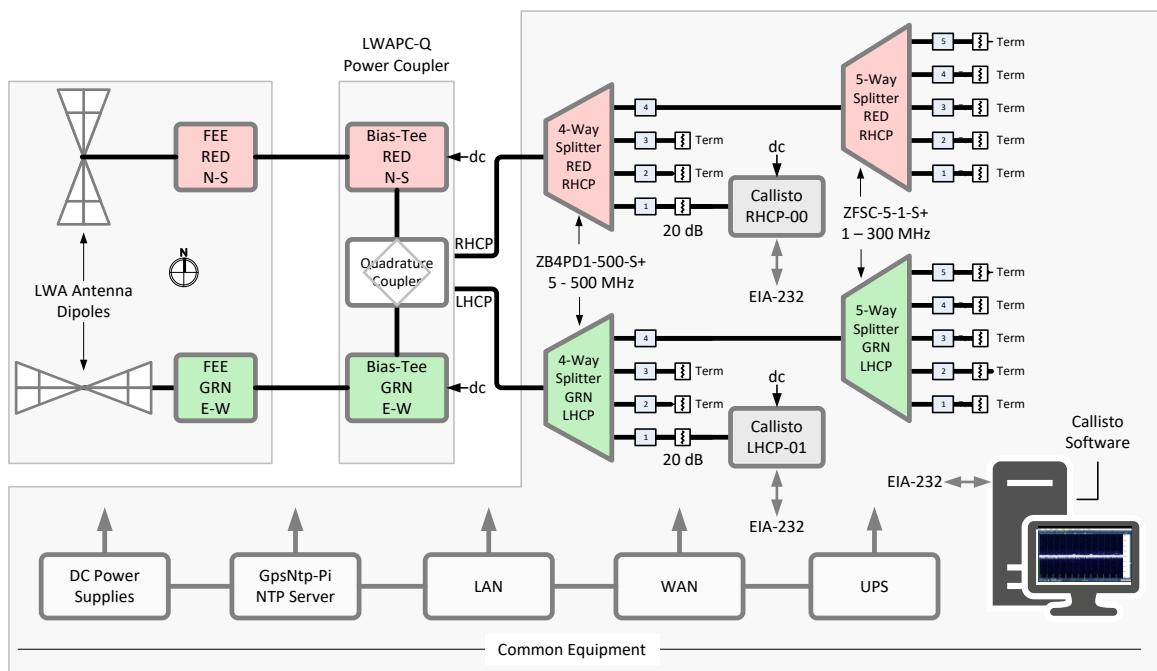 LWAPC-Q
Power Coupler
FEE
RED
N-S
Bias-Tee
RED
N-S
dc
N
LWA Antenna
Dipoles
Quadrature
Coupler
RHCP
LHCP
FEE
GRN
E-W
Bias-Tee
GRN
E-W
dc
4-Way
Splitter
RED
RHCP
4
3
Term
2
Term
1
20 dB
dc
Callisto
RHCP-00
EIA-232
ZB4PD1-500-S+
5 - 500 MHz
5-Way
Splitter
RED
RHCP
5
Term
4
Term
3
Term
2
Term
1
Term
ZFSC-5-1-S+
1 – 300 MHz
4-Way
Splitter
GRN
LHCP
4
3
Term
2
Term
1
20 dB
dc
Callisto
LHCP-01
EIA-232
5-Way
Splitter
GRN
LHCP
5
Term
4
Term
3
Term
2
Term
1
Term
Callisto
Software
EIA-232
DC Power
Supplies
GpsNtp-Pi
NTP Server
LAN
WAN
UPS
Common Equipment